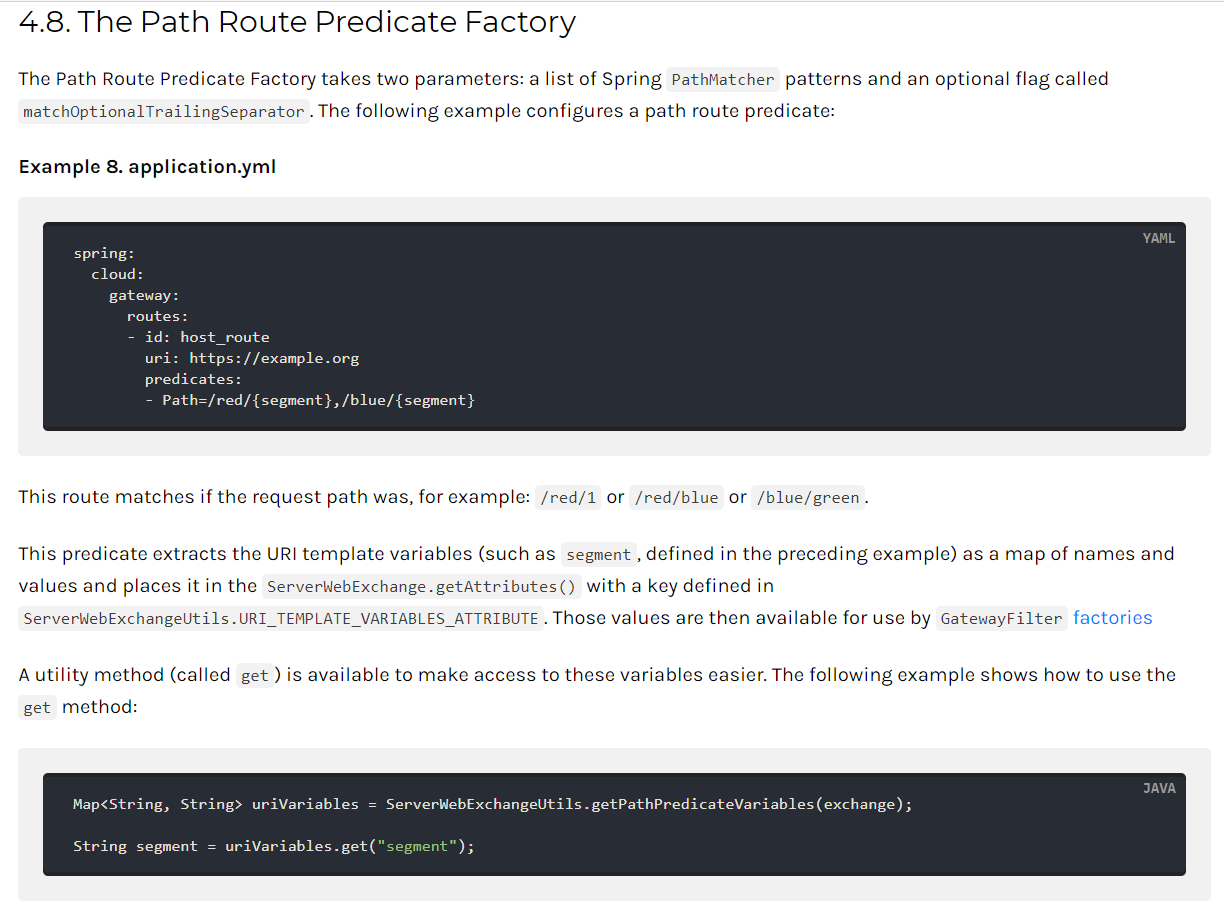 4.8. The Path Route Predicate Factory
The Path Route Predicate Factory takes two parameters: a list of Spring PathMatcher patterns and an optional flag called
matchOptionalTrailingSeparator. The following example configures a path route predicate:
Example 8. application.yml
YAML
spring:
  cloud:
    gateway:
      routes:
      - id: host_route
        uri: https://example.org
        predicates:
        - Path=/red/{segment},/blue/{segment}
This route matches if the request path was, for example: /red/1 or /red/blue or /blue/green.
This predicate extracts the URI template variables (such as segment, defined in the preceding example) as a map of names and
values and places it in the ServerWebExchange.getAttributes() with a key defined in
ServerWebExchangeUtils.URI_TEMPLATE_VARIABLES_ATTRIBUTE. Those values are then available for use by GatewayFilter factories
A utility method (called get) is available to make access to these variables easier. The following example shows how to use the
get method:
JAVA
Map<String, String> uriVariables = ServerWebExchangeUtils.getPathPredicateVariables(exchange);
String segment = uriVariables.get("segment");